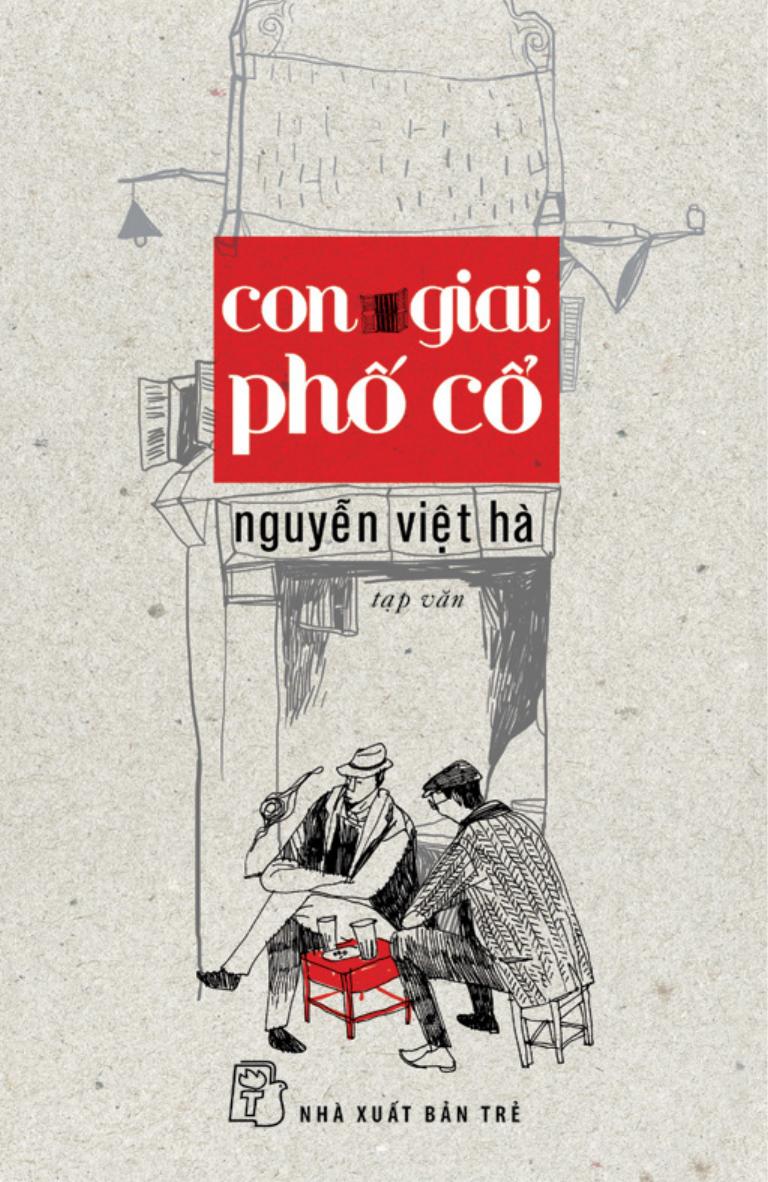 con giai
phố cổ
nguyễn việt hà
tạp văn
T
NHÀ XUẤT BẢN TRẺ